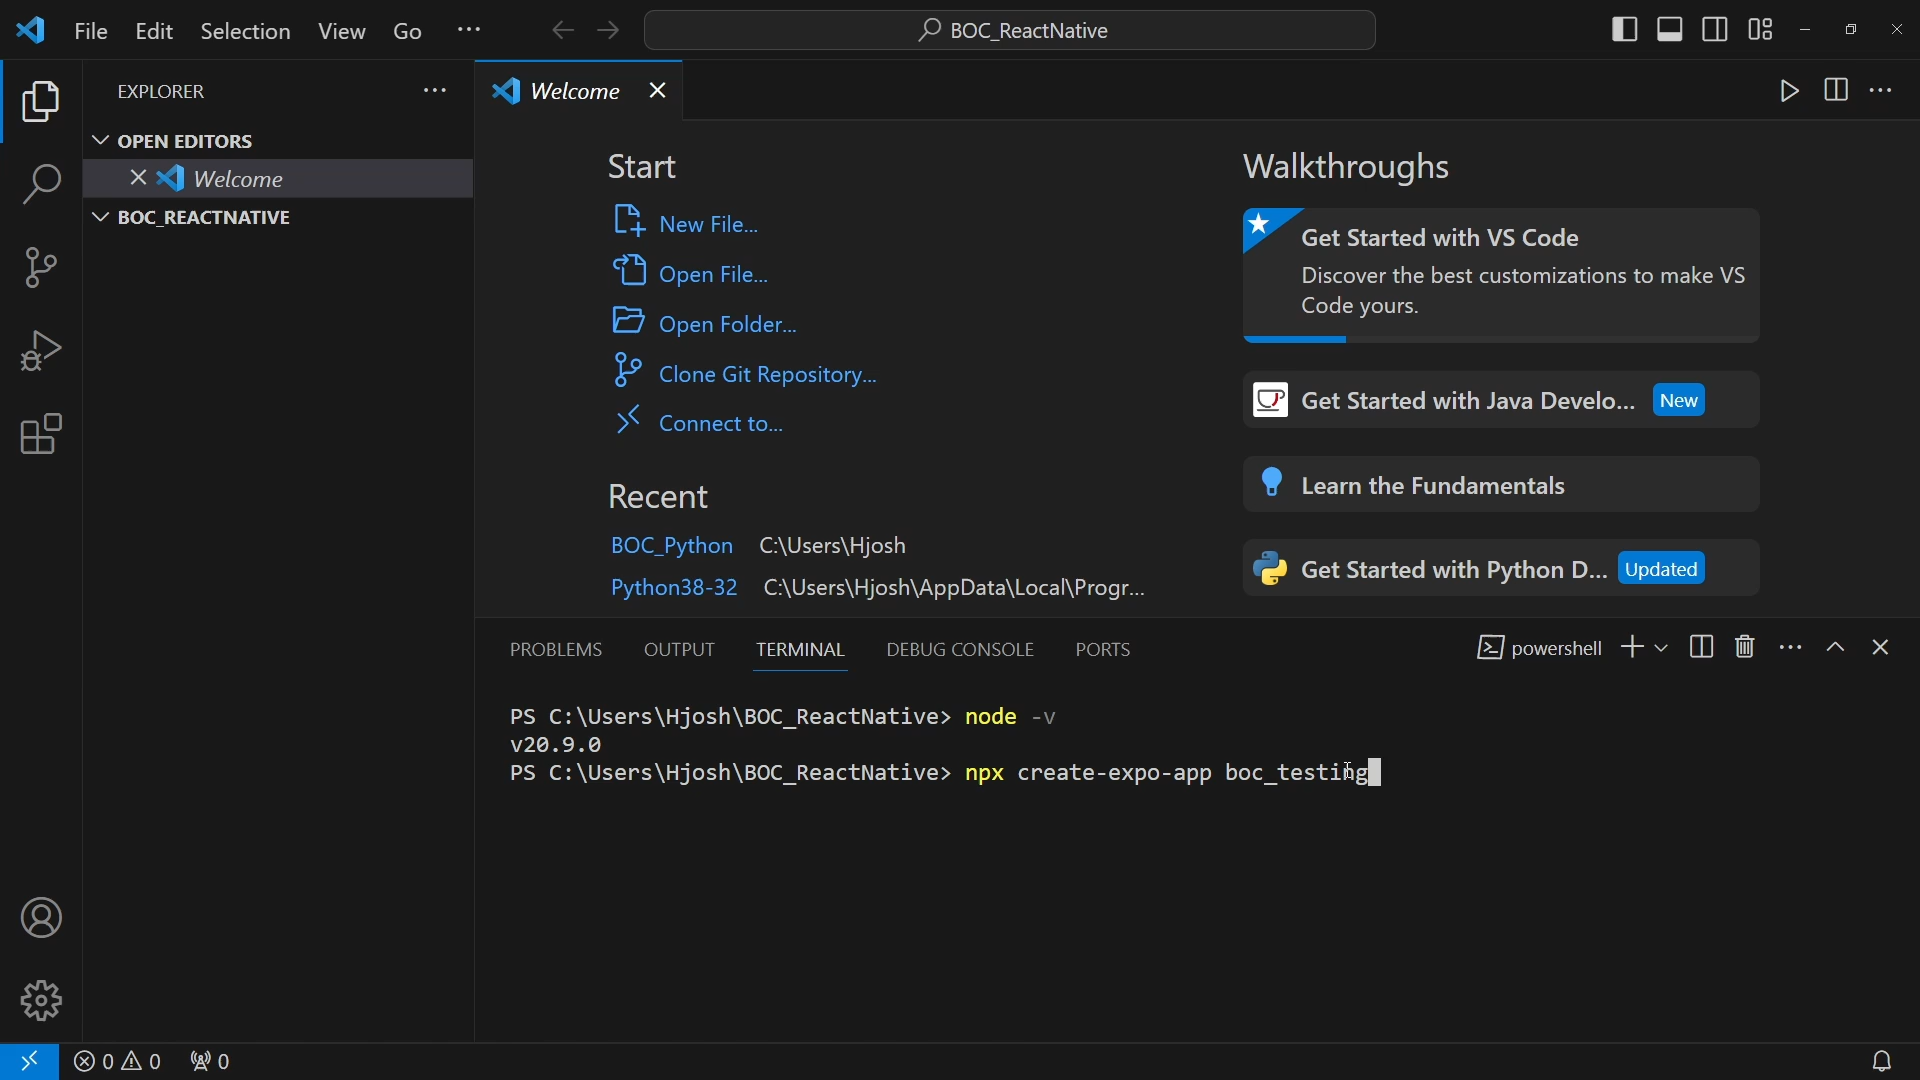 File Edit Selection View Go ···
BOC_ReactNative
EXPLORER
OPEN EDITORS
Welcome
BOC_REACTNATIVE
Welcome
Start
New File...
Open File...
Open Folder...
Clone Git Repository...
Connect to...
Recent
BOC_Python C:\Users\Hjosh
Python38-32 C:\Users\Hjosh\AppData\Local\Progr...
Walkthroughs
Get Started with VS Code
Discover the best customizations to make VS
Code yours.
Get Started with Java Develo... New
Learn the Fundamentals
Get Started with Python D... Updated
PROBLEMS OUTPUT TERMINAL DEBUG CONSOLE PORTS
powershell
PS C:\Users\Hjosh\BOC_ReactNative> node -v
v20.9.0
PS C:\Users\Hjosh\BOC_ReactNative> npx create-expo-app boc_testing
0 0 0